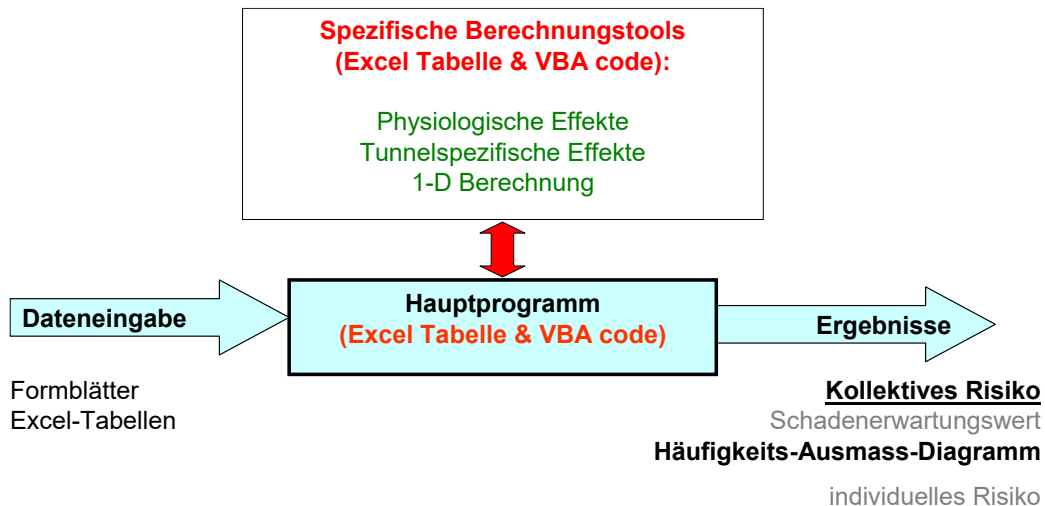 Spezifische Berechnungstools
(Excel Tabelle & VBA code):
Physiologische Effekte
Tunnelspezifische Effekte
1-D Berechnung
Dateneingabe
Hauptprogramm
(Excel Tabelle & VBA code)
Ergebnisse
Formblätter
Excel-Tabellen
Kollektives Risiko
Schadenerwartungswert
Häufigkeits-Ausmass-Diagramm
individuelles Risiko